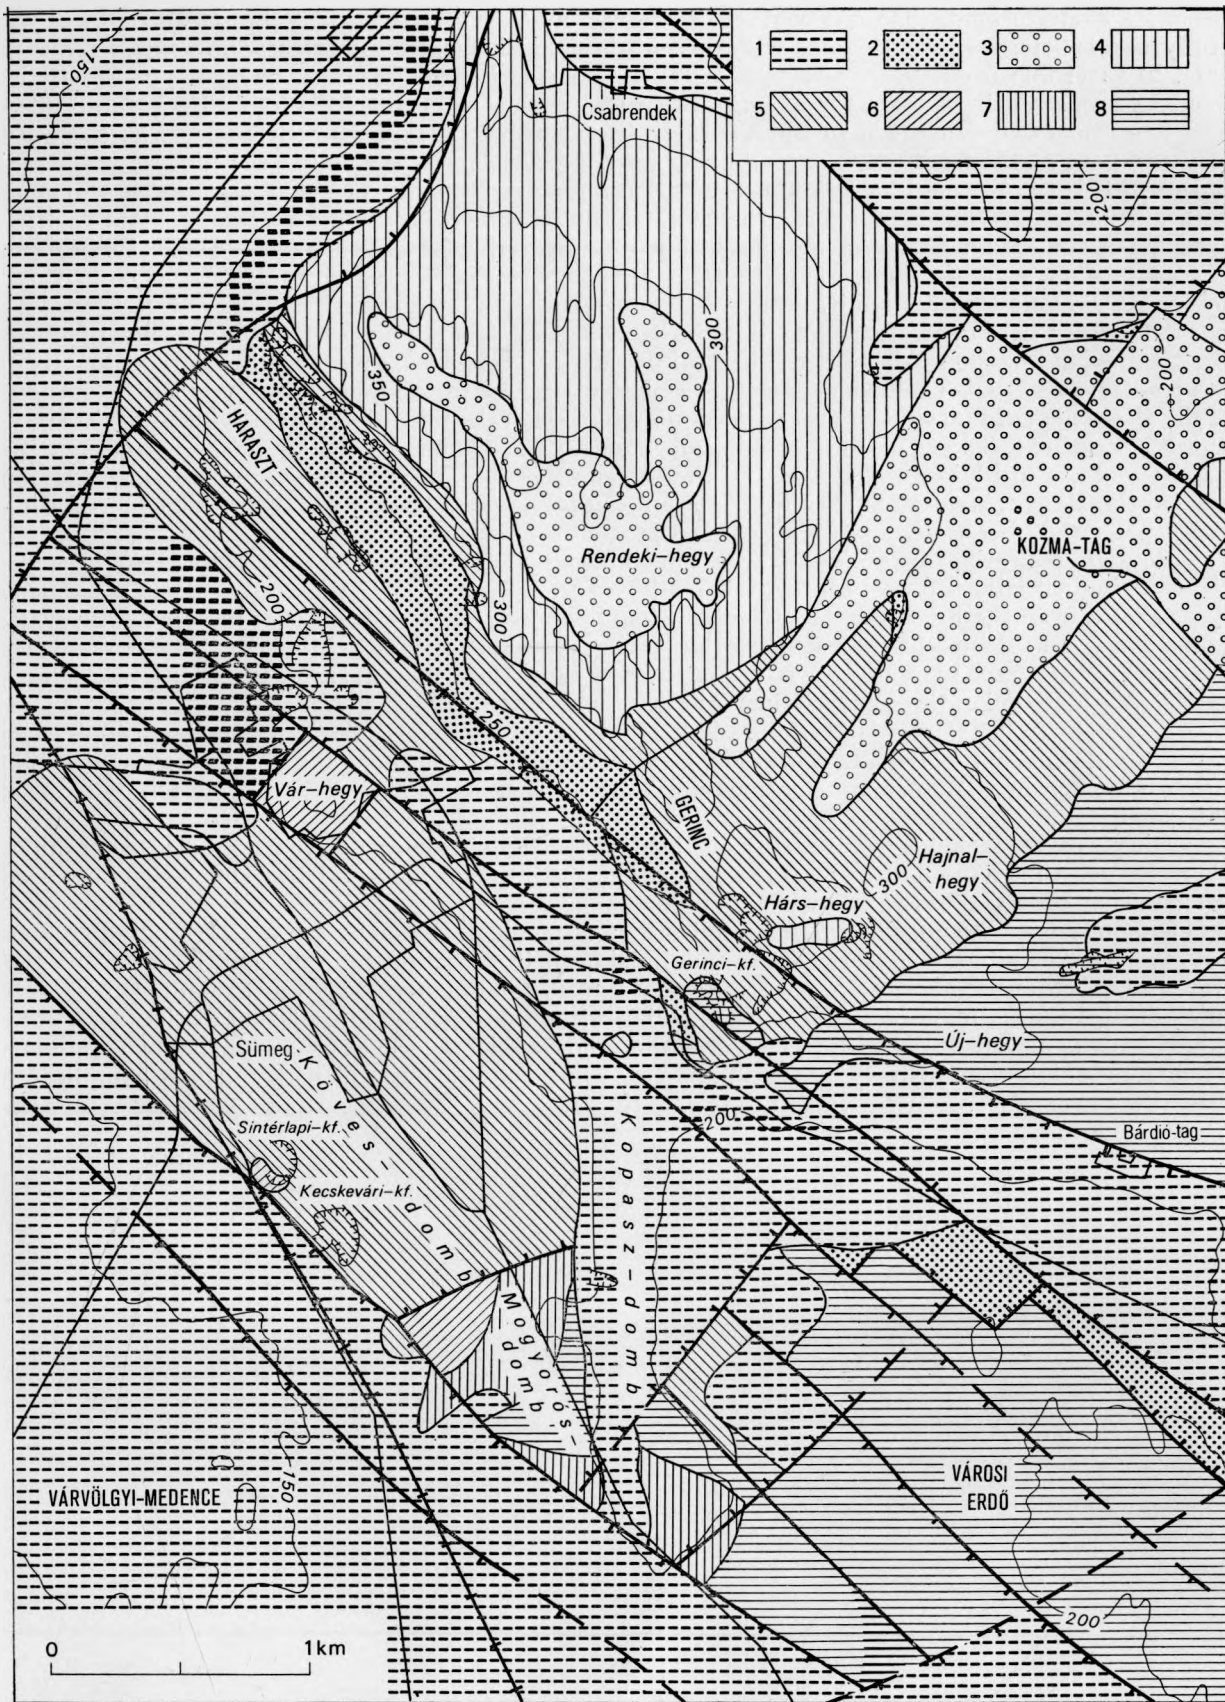 1 2 3 4
5 6 7 8
150
Csabrendek
200
300
350
200
HARASZT
Rendeki–hegy
KOZMA-TAG
200
300
250
Vár–hegy
GERINC
Hajnal–
hegy
300
Hárs–hegy
Gerinci–kf.
Új–hegy
Sümeg
Köves–domb
Sintérlapi–kf.
Kopasz–domb
200
Bárdió-tag
Kecskevári–kf.
Mogyorós–
domb
150
VÁRVÖLGYI-MEDENCE
VÁROSI
ERDŐ
200
0 1km